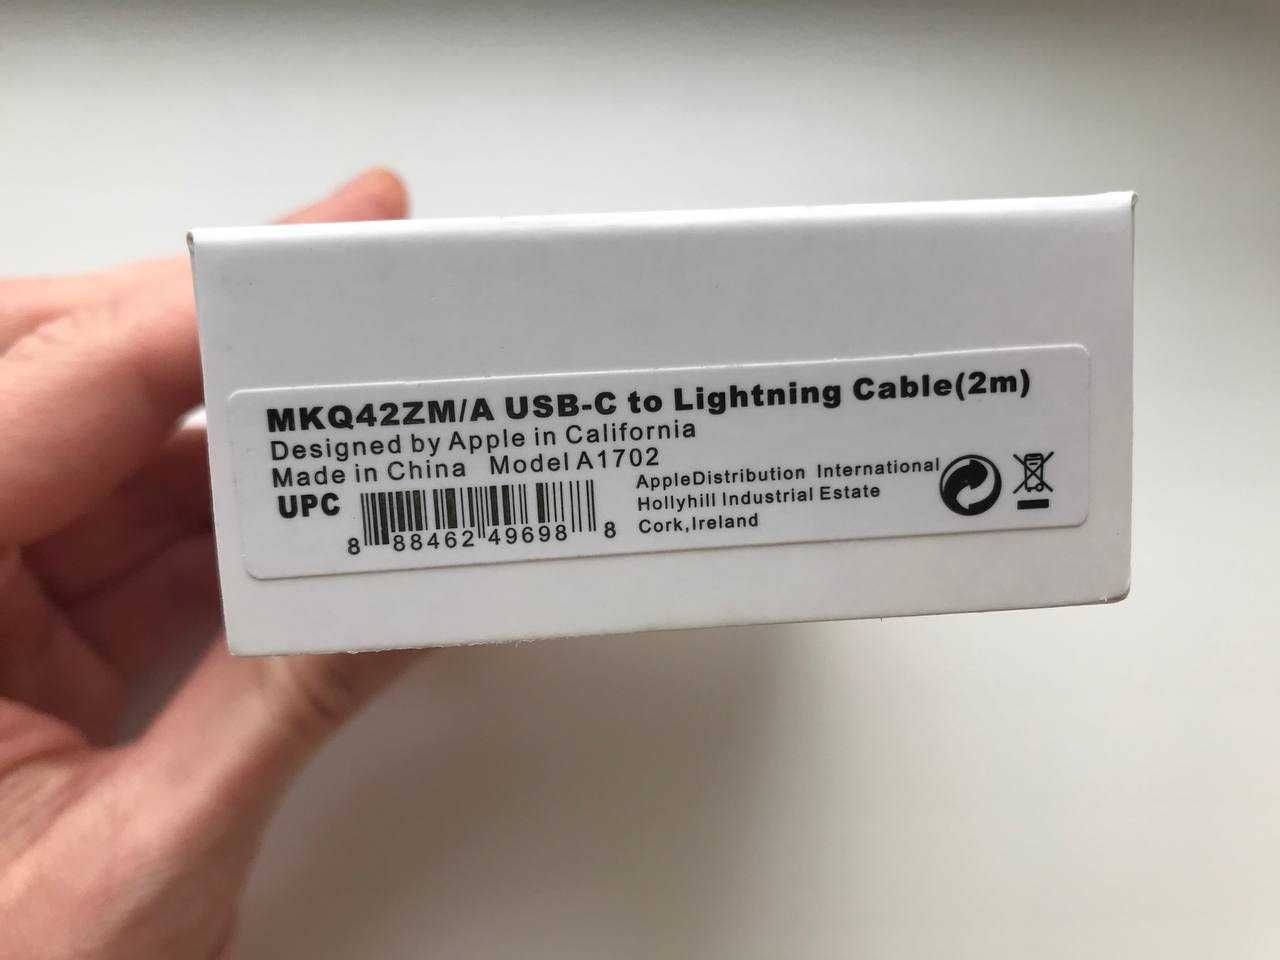 MKQ42ZM/A USB-C to Lightning Cable(2m)
Designed by Apple in California
Made in China Model A1702
UPC
8 88462 49698 8
AppleDistribution International
Hollyhill Industrial Estate
Cork,Ireland